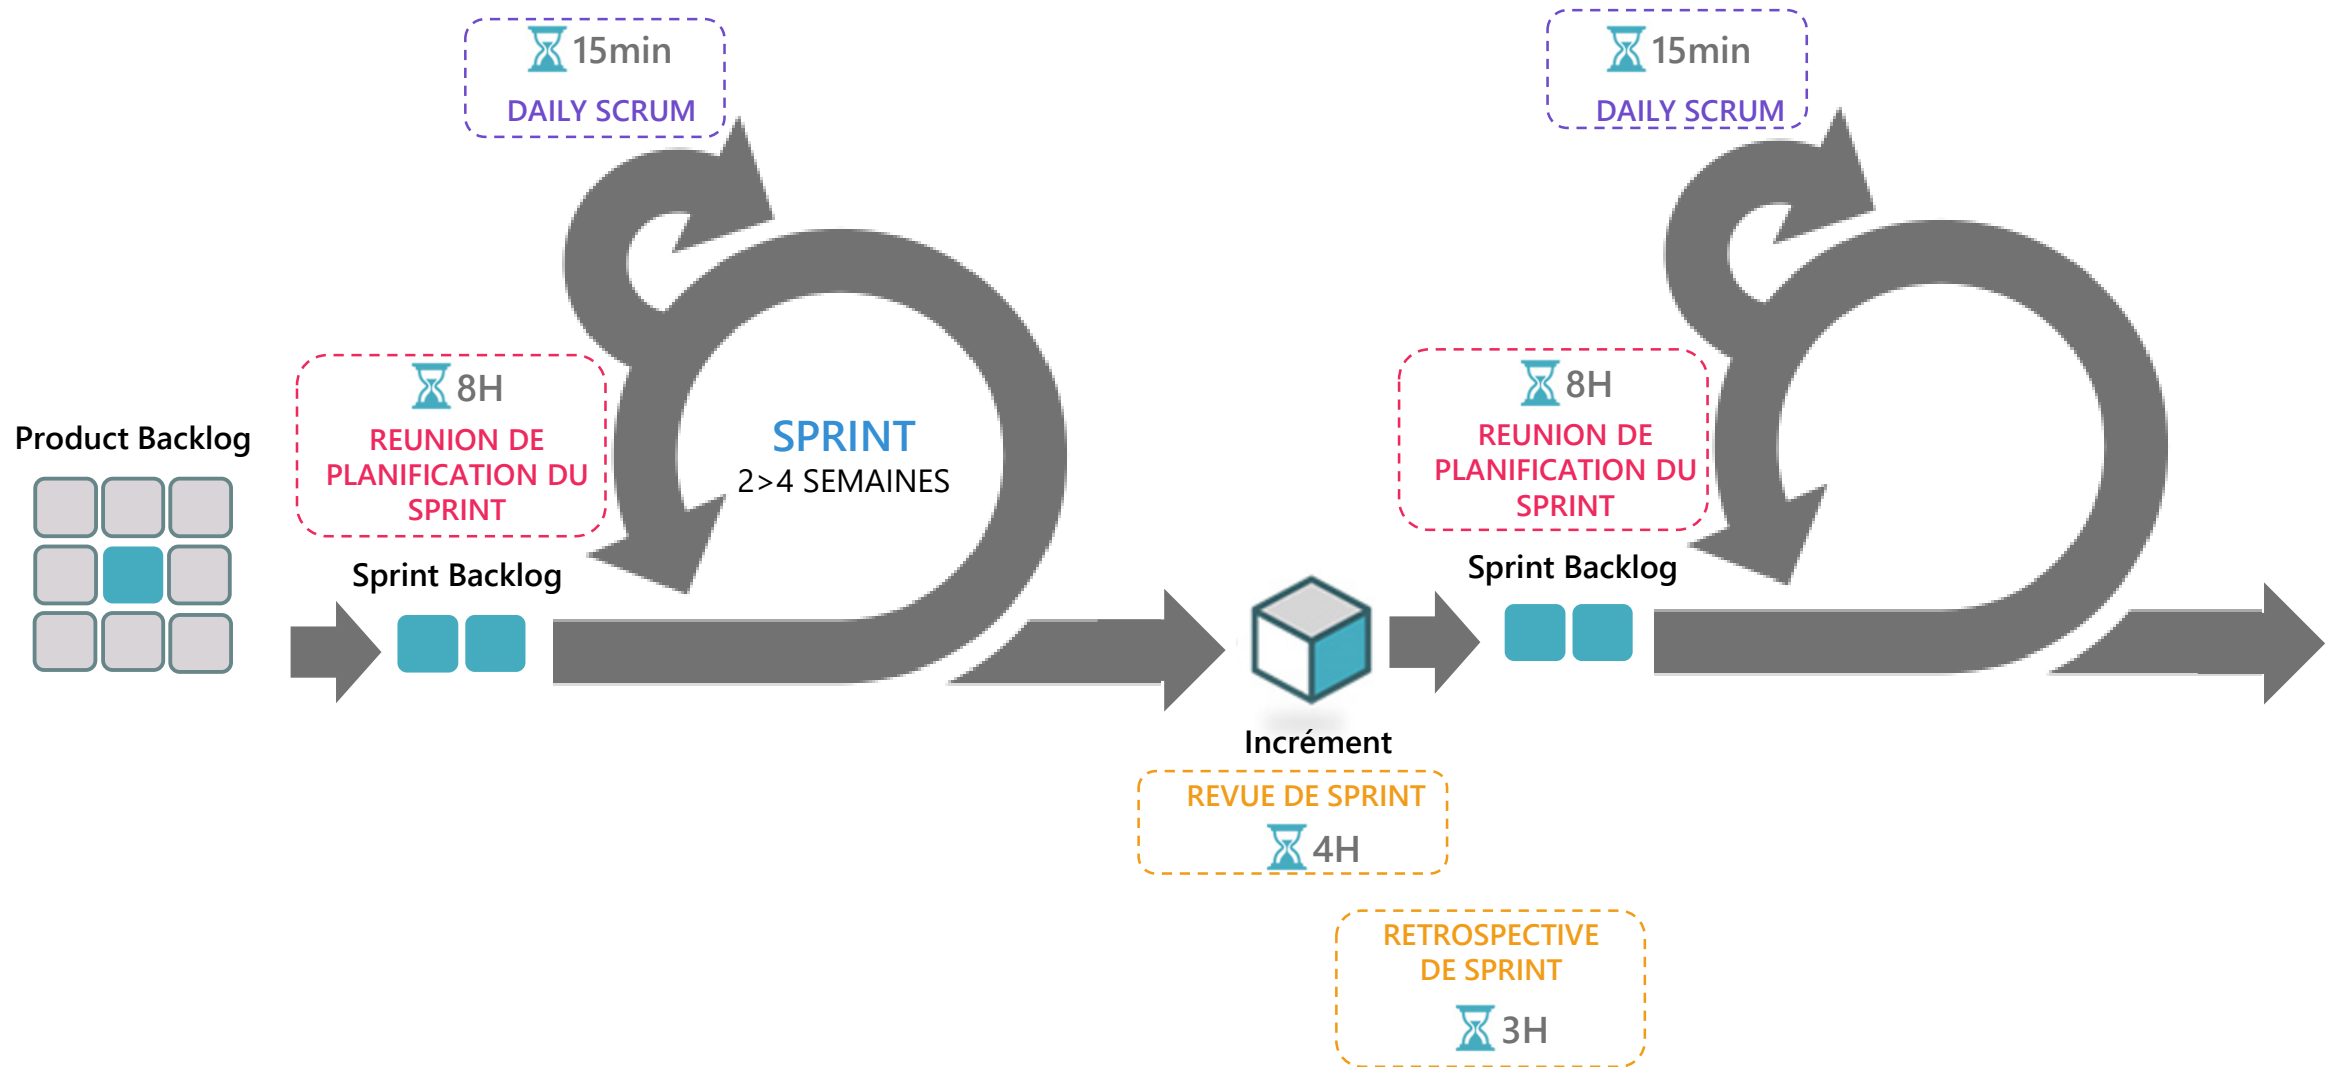 15min
DAILY SCRUM
8H
REUNION DE
PLANIFICATION DU
SPRINT
Product Backlog
Sprint Backlog
SPRINT
2>4 SEMAINES
Incrément
REVUE DE SPRINT
4H
RETROSPECTIVE
DE SPRINT
3H
15min
DAILY SCRUM
8H
REUNION DE
PLANIFICATION DU
SPRINT
Sprint Backlog